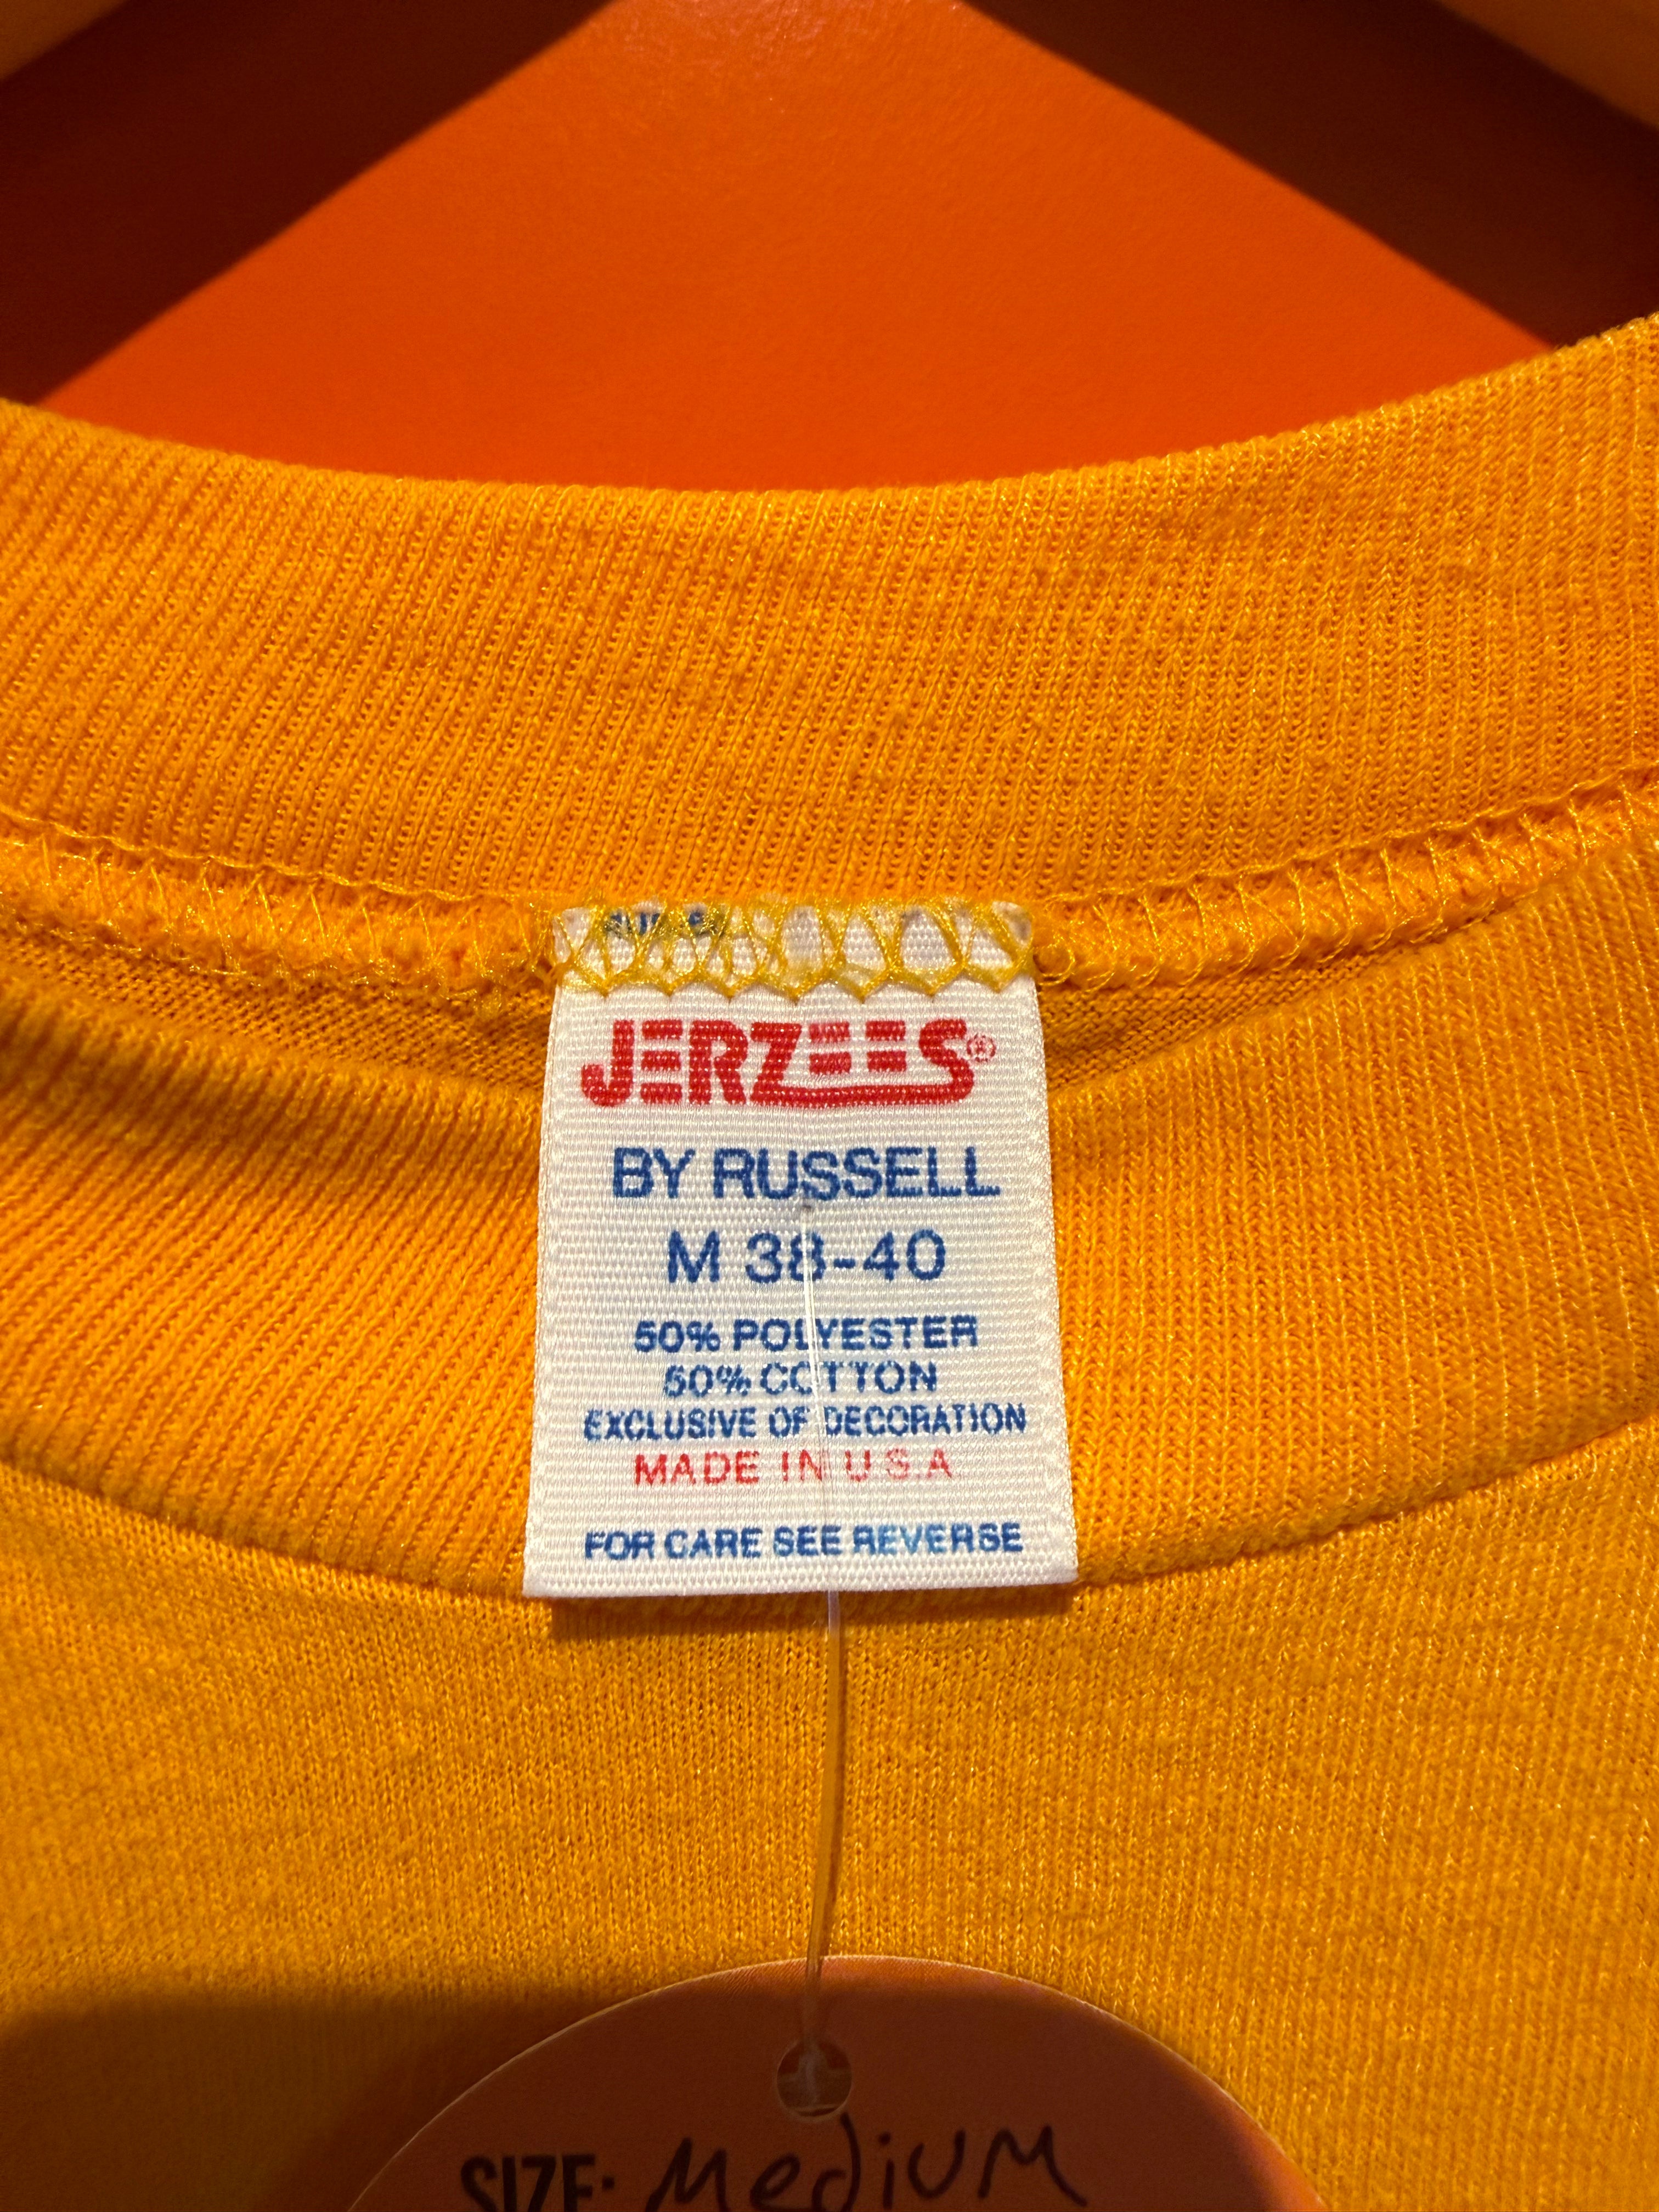 JERZEES®
BY RUSSELL
M 38-40
50% POLYESTER
50% COTTON
EXCLUSIVE OF DECORATION
MADE IN U.S.A
FOR CARE SEE REVERSE
SIZE: Medium